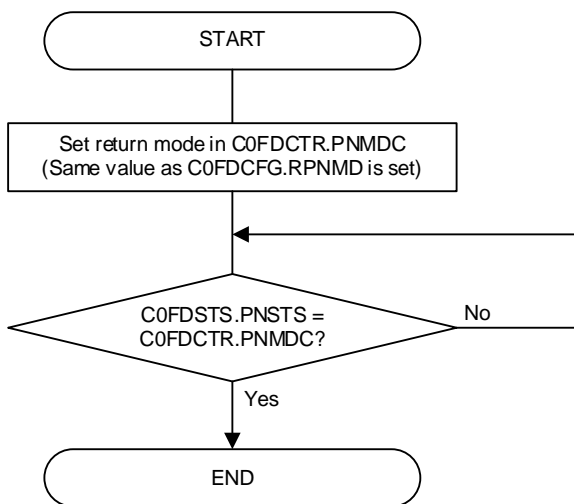 START
Set return mode in C0FDCTR.PNMDC
(Same value as C0FDCFG.RPNMD is set)
C0FDSTS.PNSTS =
C0FDCTR.PNMDC?
No
Yes
END